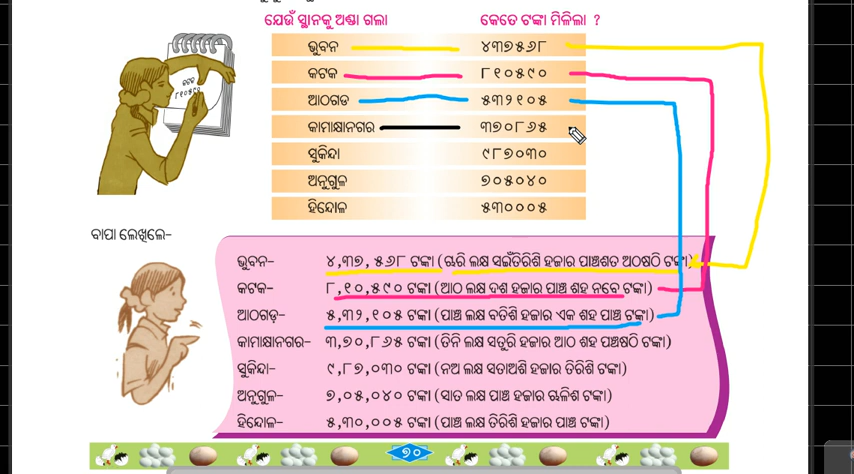 ଯେଉଁ ସ୍ଥାନକୁ ଅଣ୍ଡା ଗଲା କେତେ ଟଙ୍କା ମିଳିଲା ?
ଭୁବନ ୪୩୭୫୬୮
କଟକ ୮୧୦୫୯୦
ଆଠଗଡ ୫୩୨୧୦୫
କାମାକ୍ଷାନଗର ୩୭୦୮୬୫
ସୁକିନ୍ଦା ୯୮୭୦୩୦
ଅନୁଗୁଳ ୭୦୫୦୪୦
ହିନ୍ଦୋଳ ୫୩୦୦୦୫
କଟକ
୮୧୦୫୯୦
ବାପା ଲେଖିଲେ-
ଭୁବନ- ୪,୩୭,୫୬୮ ଟଙ୍କା (ଚାରି ଲକ୍ଷ ସଇଁତିରିଶି ହଜାର ପାଞ୍ଚଶତ ଅଠଷଠି ଟଙ୍କା)
କଟକ- ୮,୧୦,୫୯୦ ଟଙ୍କା (ଆଠ ଲକ୍ଷ ଦଶ ହଜାର ପାଞ୍ଚ ଶହ ନବେ ଟଙ୍କା)
ଆଠଗଡ଼- ୫,୩୨,୧୦୫ ଟଙ୍କା (ପାଞ୍ଚ ଲକ୍ଷ ବତିଶି ହଜାର ଏକ ଶହ ପାଞ୍ଚ ଟଙ୍କା)
କାମାକ୍ଷାନଗର- ୩,୭୦,୮୬୫ ଟଙ୍କା (ତିନି ଲକ୍ଷ ସତୁରି ହଜାର ଆଠ ଶହ ପଞ୍ଚଷଠି ଟଙ୍କା)
ସୁକିନ୍ଦା- ୯,୮୭,୦୩୦ ଟଙ୍କା (ନଅ ଲକ୍ଷ ସତାଅଶି ହଜାର ତିରିଶି ଟଙ୍କା)
ଅନୁଗୁଳ- ୭,୦୫,୦୪୦ ଟଙ୍କା (ସାତ ଲକ୍ଷ ପାଞ୍ଚ ହଜାର ଚାଳିଶ ଟଙ୍କା)
ହିନ୍ଦୋଳ- ୫,୩୦,୦୦୫ ଟଙ୍କା (ପାଞ୍ଚ ଲକ୍ଷ ତିରିଶି ହଜାର ପାଞ୍ଚ ଟଙ୍କା)
୭୦